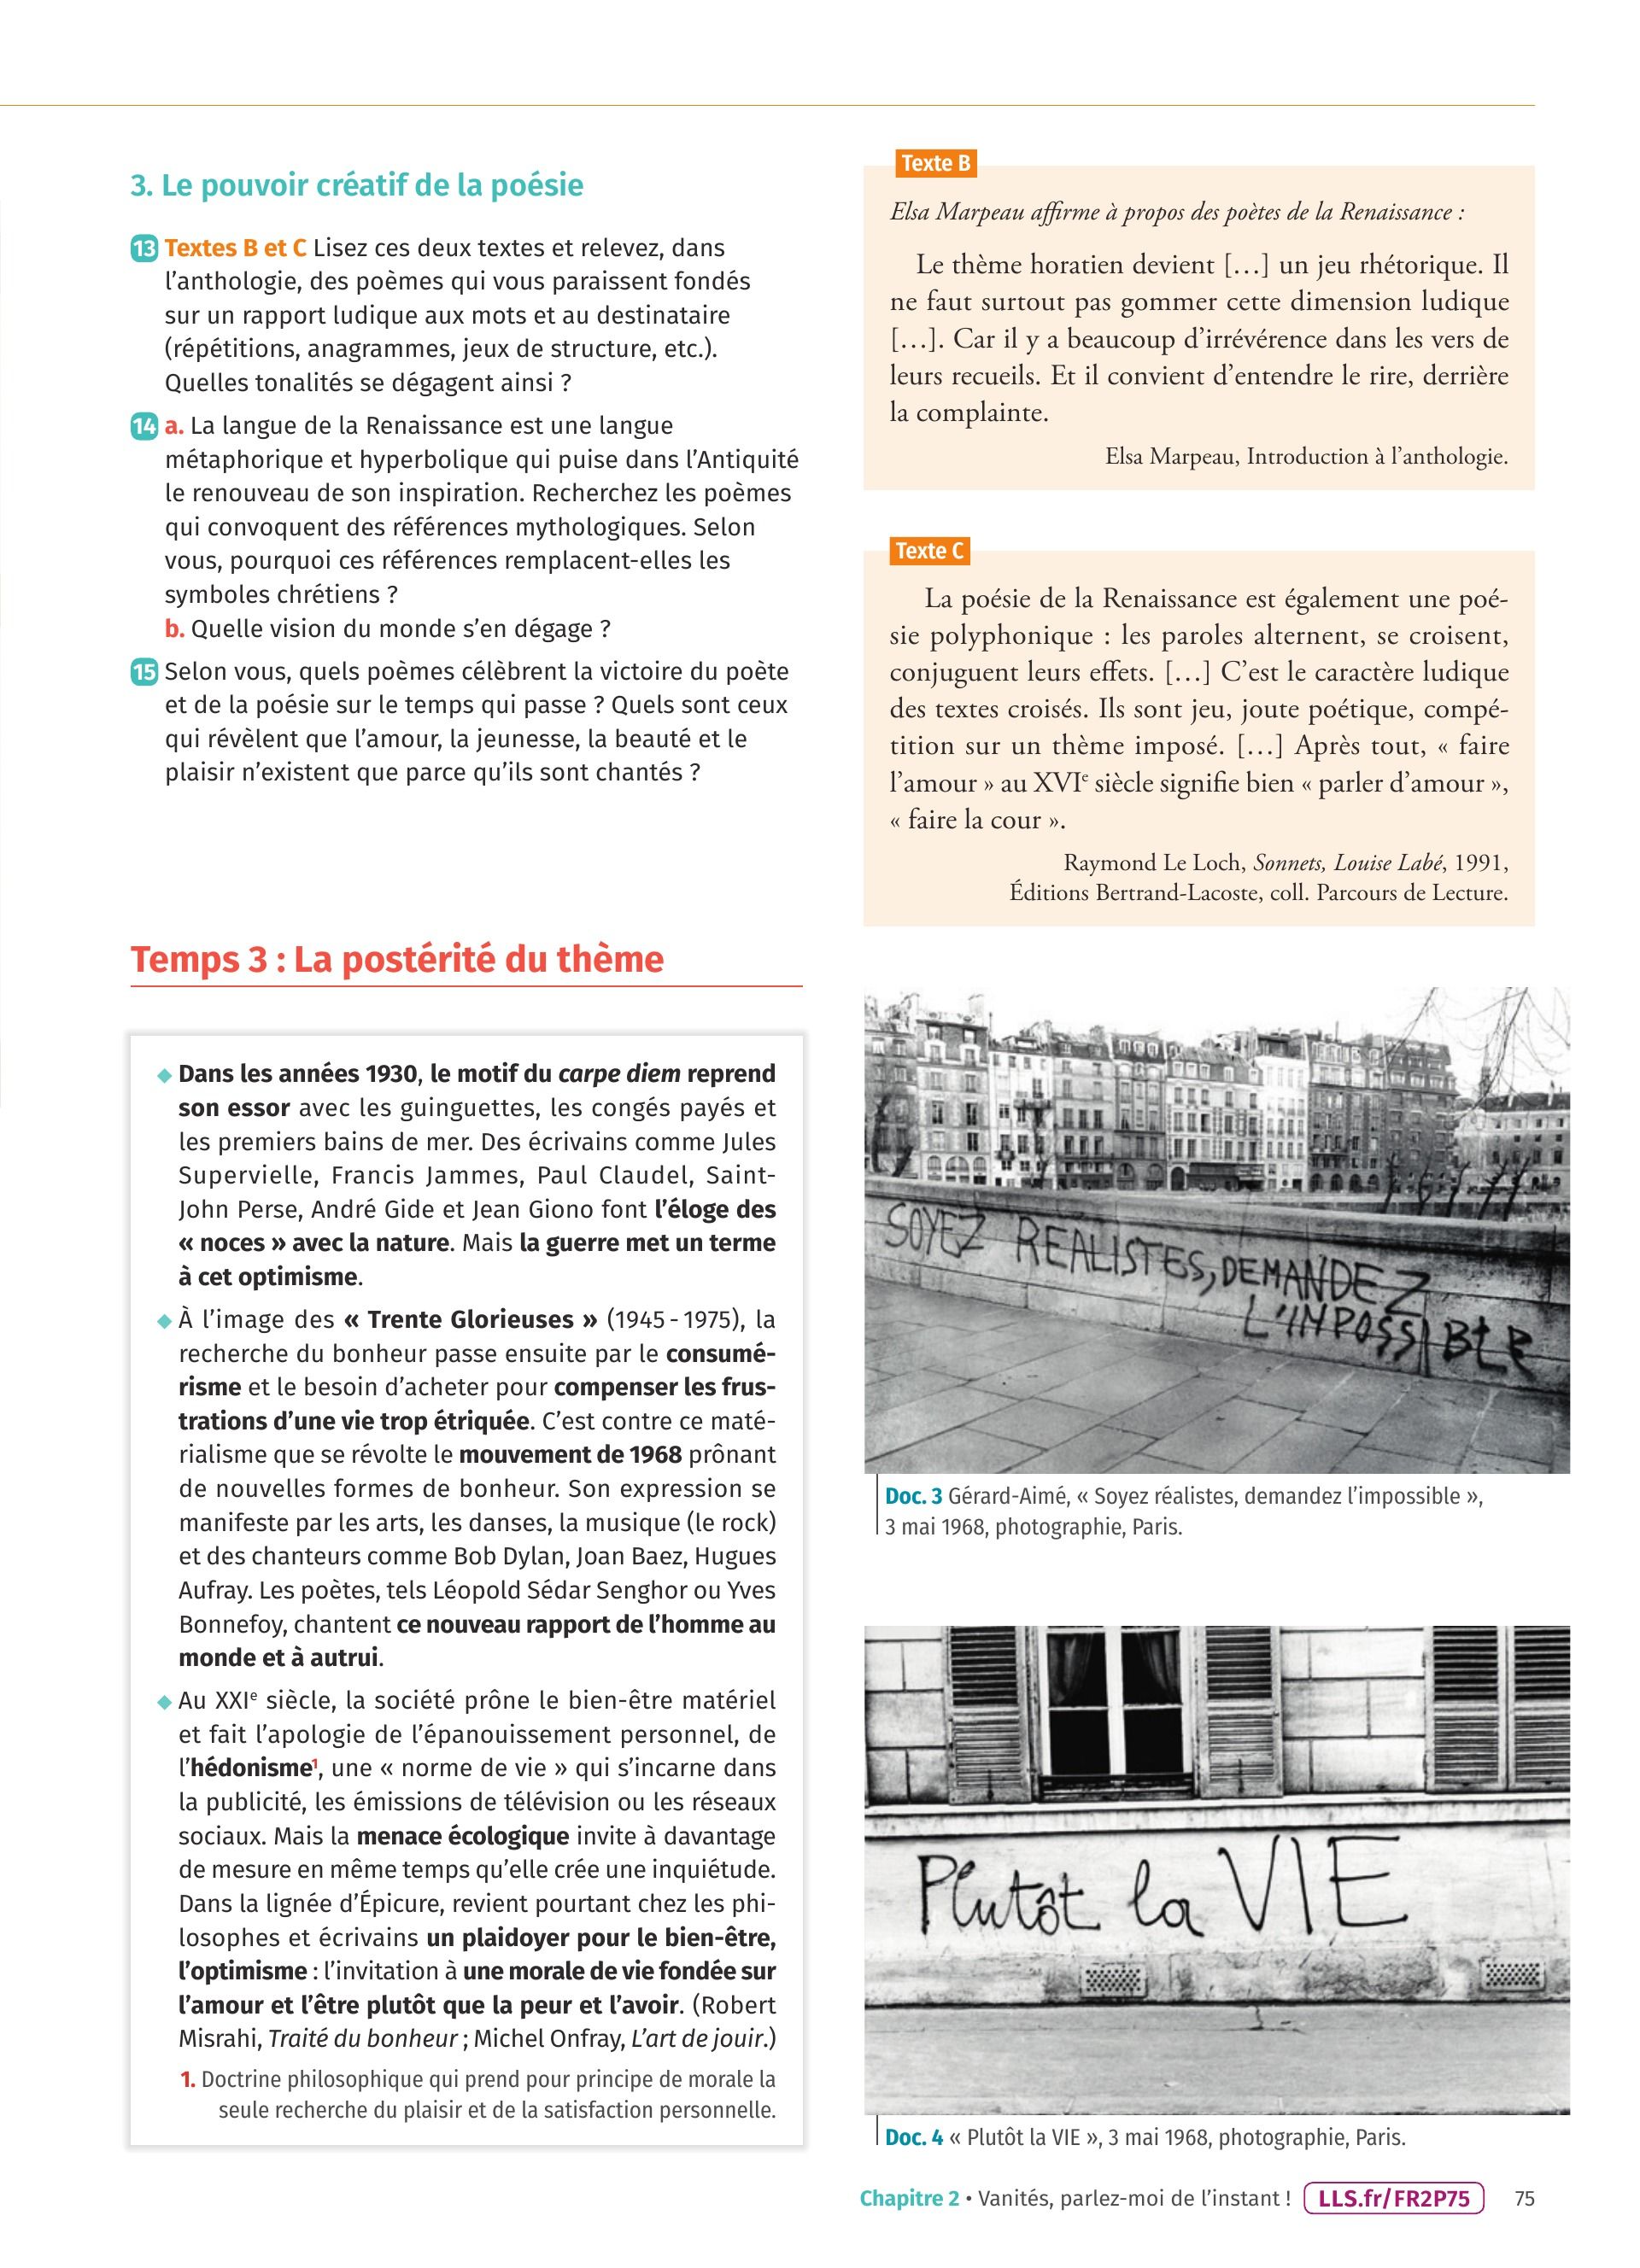 3. Le pouvoir créatif de la poésie
13 Textes B et C Lisez ces deux textes et relevez, dans
l’anthologie, des poèmes qui vous paraissent fondés
sur un rapport ludique aux mots et au destinataire
(répétitions, anagrammes, jeux de structure, etc.).
Quelles tonalités se dégagent ainsi ?
14 a. La langue de la Renaissance est une langue
métaphorique et hyperbolique qui puise dans l’Antiquité
le renouveau de son inspiration. Recherchez les poèmes
qui convoquent des références mythologiques. Selon
vous, pourquoi ces références remplacent-elles les
symboles chrétiens ?
b. Quelle vision du monde s’en dégage ?
15 Selon vous, quels poèmes célèbrent la victoire du poète
et de la poésie sur le temps qui passe ? Quels sont ceux
qui révèlent que l’amour, la jeunesse, la beauté et le
plaisir n’existent que parce qu’ils sont chantés ?
Texte B
Elsa Marpeau affirme à propos des poètes de la Renaissance :
Le thème horatien devient […] un jeu rhétorique. Il
ne faut surtout pas gommer cette dimension ludique
[…]. Car il y a beaucoup d’irrévérence dans les vers de
leurs recueils. Et il convient d’entendre le rire, derrière
la complainte.
Elsa Marpeau, Introduction à l’anthologie.
Texte C
La poésie de la Renaissance est également une poé-
sie polyphonique : les paroles alternent, se croisent,
conjuguent leurs effets. […] C’est le caractère ludique
des textes croisés. Ils sont jeu, joute poétique, compé-
tition sur un thème imposé. […] Après tout, « faire
l’amour » au XVIe siècle signifie bien « parler d’amour »,
« faire la cour ».
Raymond Le Loch, Sonnets, Louise Labé, 1991,
Éditions Bertrand-Lacoste, coll. Parcours de Lecture.
Temps 3 : La postérité du thème
◆ Dans les années 1930, le motif du carpe diem reprend
son essor avec les guinguettes, les congés payés et
les premiers bains de mer. Des écrivains comme Jules
Supervielle, Francis Jammes, Paul Claudel, Saint-
John Perse, André Gide et Jean Giono font l’éloge des
« noces » avec la nature. Mais la guerre met un terme
à cet optimisme.
◆ À l’image des « Trente Glorieuses » (1945 - 1975), la
recherche du bonheur passe ensuite par le consumé-
risme et le besoin d’acheter pour compenser les frus-
trations d’une vie trop étriquée. C’est contre ce maté-
rialisme que se révolte le mouvement de 1968 prônant
de nouvelles formes de bonheur. Son expression se
manifeste par les arts, les danses, la musique (le rock)
et des chanteurs comme Bob Dylan, Joan Baez, Hugues
Aufray. Les poètes, tels Léopold Sédar Senghor ou Yves
Bonnefoy, chantent ce nouveau rapport de l’homme au
monde et à autrui.
◆ Au XXIe siècle, la société prône le bien-être matériel
et fait l’apologie de l’épanouissement personnel, de
l’hédonisme1, une « norme de vie » qui s’incarne dans
la publicité, les émissions de télévision ou les réseaux
sociaux. Mais la menace écologique invite à davantage
de mesure en même temps qu’elle crée une inquiétude.
Dans la lignée d’Épicure, revient pourtant chez les phi-
losophes et écrivains un plaidoyer pour le bien-être,
l’optimisme : l’invitation à une morale de vie fondée sur
l’amour et l’être plutôt que la peur et l’avoir. (Robert
Misrahi, Traité du bonheur ; Michel Onfray, L’art de jouir.)
1. Doctrine philosophique qui prend pour principe de morale la
seule recherche du plaisir et de la satisfaction personnelle.
SOYEZ REALISTES, DEMANDEZ
L'IMPOSSIBLE
Doc. 3 Gérard-Aimé, « Soyez réalistes, demandez l’impossible »,
3 mai 1968, photographie, Paris.
Plutôt la VIE
Doc. 4 « Plutôt la VIE », 3 mai 1968, photographie, Paris.
Chapitre 2 • Vanités, parlez-moi de l’instant ! LLS.fr/FR2P75 75